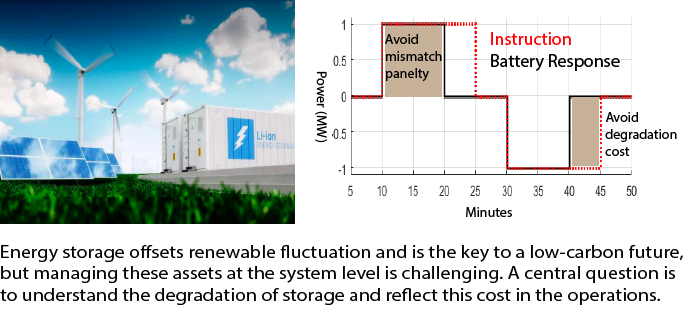 Li-ion
ENERGY STORAGE
Instruction
Battery Response
Avoid
mismatch
panelty
Avoid
degradation
cost
Power (MW)
1
0.5
0
-0.5
-1
5 10 15 20 25 30 35 40 45 50
Minutes
Energy storage offsets renewable fluctuation and is the key to a low-carbon future,
but managing these assets at the system level is challenging. A central question is
to understand the degradation of storage and reflect this cost in the operations.